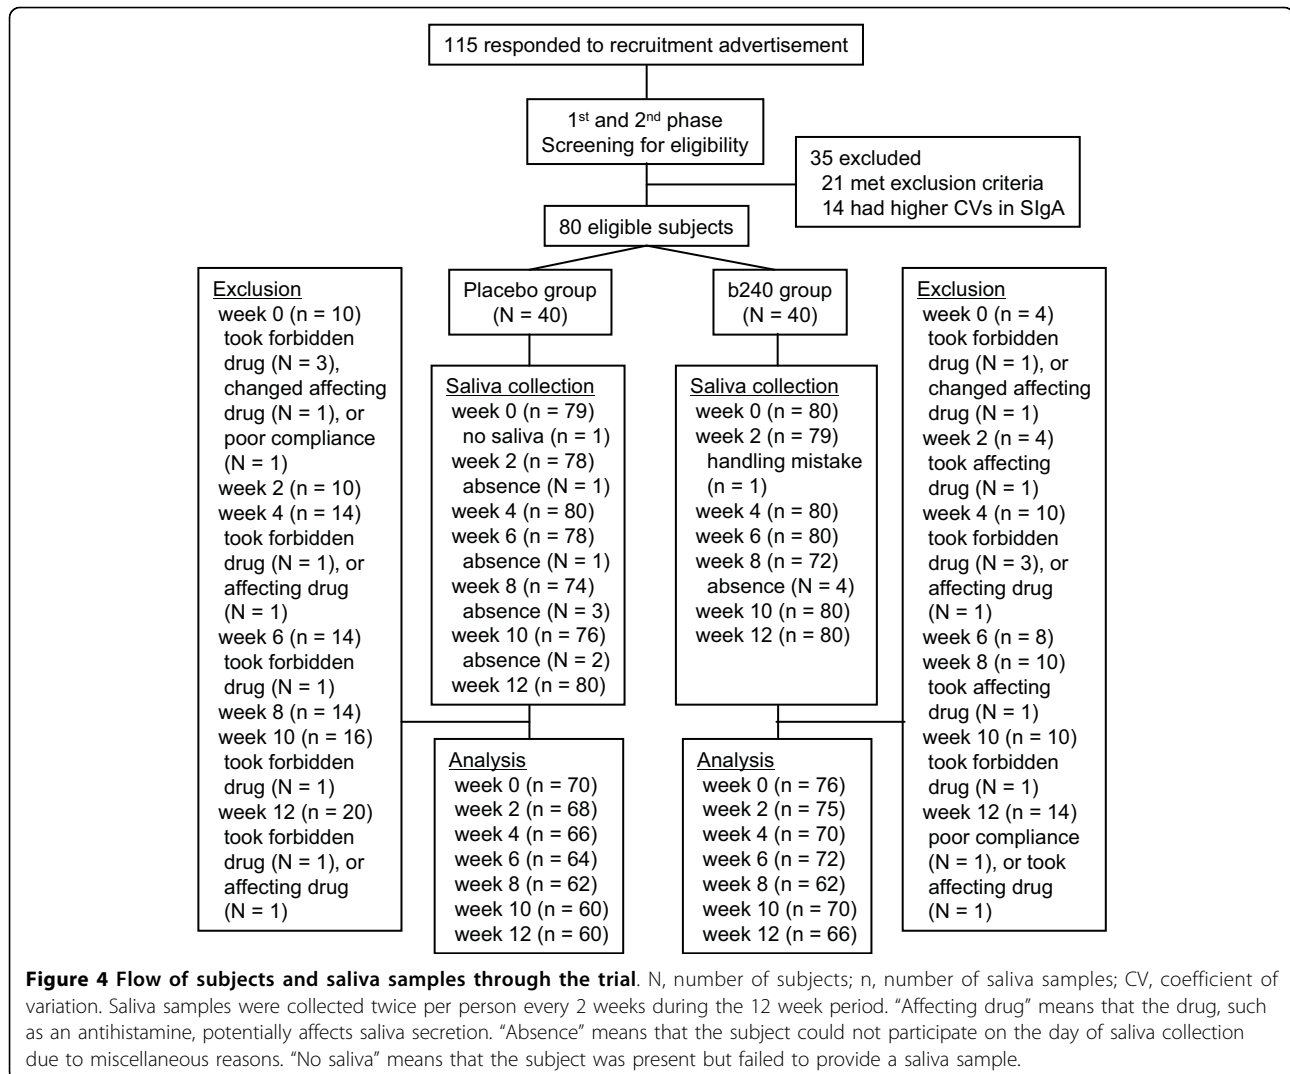 115 responded to recruitment advertisement
1st and 2nd phase
Screening for eligibility
35 excluded
21 met exclusion criteria
14 had higher CVs in SIgA
80 eligible subjects
Placebo group
(N = 40)
b240 group
(N = 40)
Exclusion
week 0 (n = 10)
took forbidden
drug (N = 3),
changed affecting
drug (N = 1), or
poor compliance
(N = 1)
week 2 (n = 10)
week 4 (n = 14)
took forbidden
drug (N = 1), or
affecting drug
(N = 1)
week 6 (n = 14)
took forbidden
drug (N = 1)
week 8 (n = 14)
week 10 (n = 16)
took forbidden
drug (N = 1)
week 12 (n = 20)
took forbidden
drug (N = 1), or
affecting drug
(N = 1)
Saliva collection
week 0 (n = 79)
no saliva (n = 1)
week 2 (n = 78)
absence (N = 1)
week 4 (n = 80)
week 6 (n = 78)
absence (N = 1)
week 8 (n = 74)
absence (N = 3)
week 10 (n = 76)
absence (N = 2)
week 12 (n = 80)
Saliva collection
week 0 (n = 80)
week 2 (n = 79)
handling mistake
(n = 1)
week 4 (n = 80)
week 6 (n = 80)
week 8 (n = 72)
absence (N = 4)
week 10 (n = 80)
week 12 (n = 80)
Exclusion
week 0 (n = 4)
took forbidden
drug (N = 1), or
changed affecting
drug (N = 1)
week 2 (n = 4)
took affecting
drug (N = 1)
week 4 (n = 10)
took forbidden
drug (N = 3), or
affecting drug
(N = 1)
week 6 (n = 8)
week 8 (n = 10)
took affecting
drug (N = 1)
week 10 (n = 10)
took forbidden
drug (N = 1)
week 12 (n = 14)
poor compliance
(N = 1), or took
affecting drug
(N = 1)
Analysis
week 0 (n = 70)
week 2 (n = 68)
week 4 (n = 66)
week 6 (n = 64)
week 8 (n = 62)
week 10 (n = 60)
week 12 (n = 60)
Analysis
week 0 (n = 76)
week 2 (n = 75)
week 4 (n = 70)
week 6 (n = 72)
week 8 (n = 62)
week 10 (n = 70)
week 12 (n = 66)
Figure 4 Flow of subjects and saliva samples through the trial. N, number of subjects; n, number of saliva samples; CV, coefficient of
variation. Saliva samples were collected twice per person every 2 weeks during the 12 week period. “Affecting drug” means that the drug, such
as an antihistamine, potentially affects saliva secretion. “Absence” means that the subject could not participate on the day of saliva collection
due to miscellaneous reasons. “No saliva” means that the subject was present but failed to provide a saliva sample.